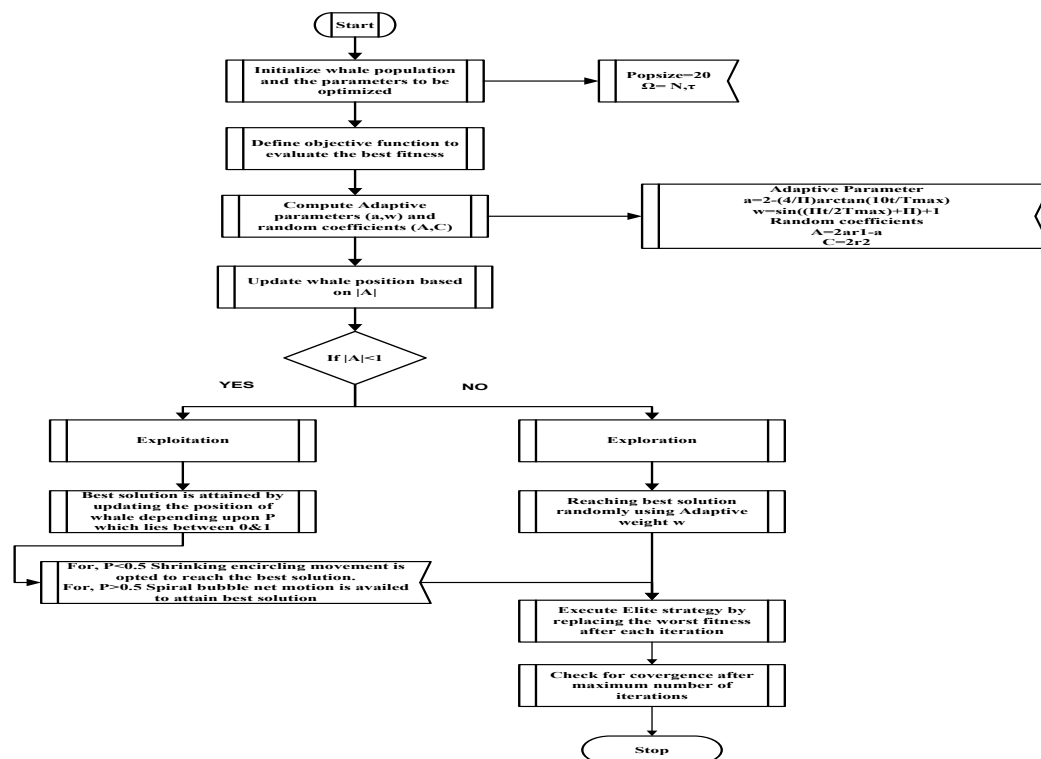 Start
Initialize whale population
and the parameters to be
optimized
Popsize=20
Ω= N,τ
Define objective function to
evaluate the best fitness
Compute Adaptive
parameters (a,w) and
random coefficients (A,C)
Adaptive Parameter
a=2-(4/Π)arctan(10t/Tmax)
w=sin((Πt/2Tmax)+Π)+1
Random coefficients
A=2ar1-a
C=2r2
Update whale position based
on |A|
If |A|<1
YES
NO
Exploitation
Exploration
Best solution is attained by
updating the position of
whale depending upon P
which lies between 0&1
Reaching best solution
randomly using Adaptive
weight w
For, P<0.5 Shrinking encircling movement is
opted to reach the best solution.
For, P>0.5 Spiral bubble net motion is availed
to attain best solution
Execute Elite strategy by
replacing the worst fitness
after each iteration
Check for covergence after
maximum number of
iterations
Stop